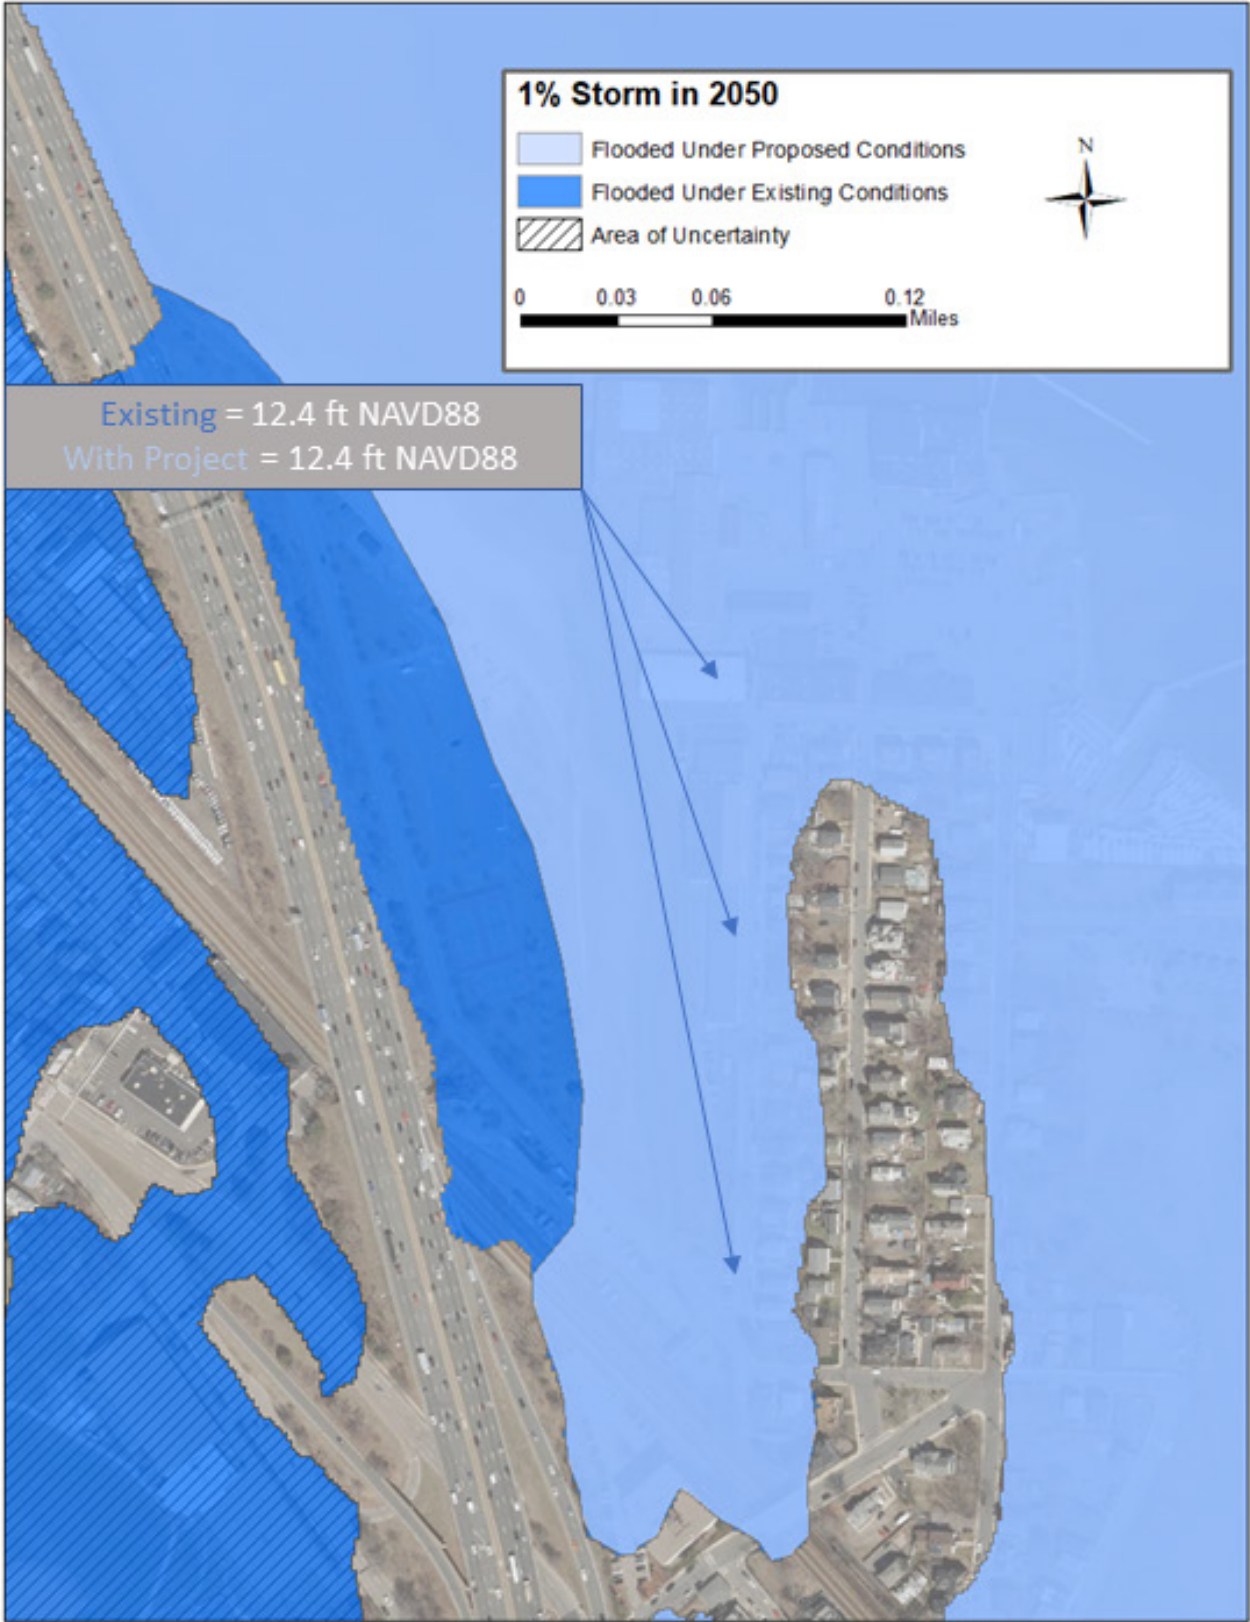 1% Storm in 2050
Flooded Under Proposed Conditions
Flooded Under Existing Conditions
Area of Uncertainty
N
0 0.03 0.06 0.12
Miles
Existing = 12.4 ft NAVD88
With Project = 12.4 ft NAVD88